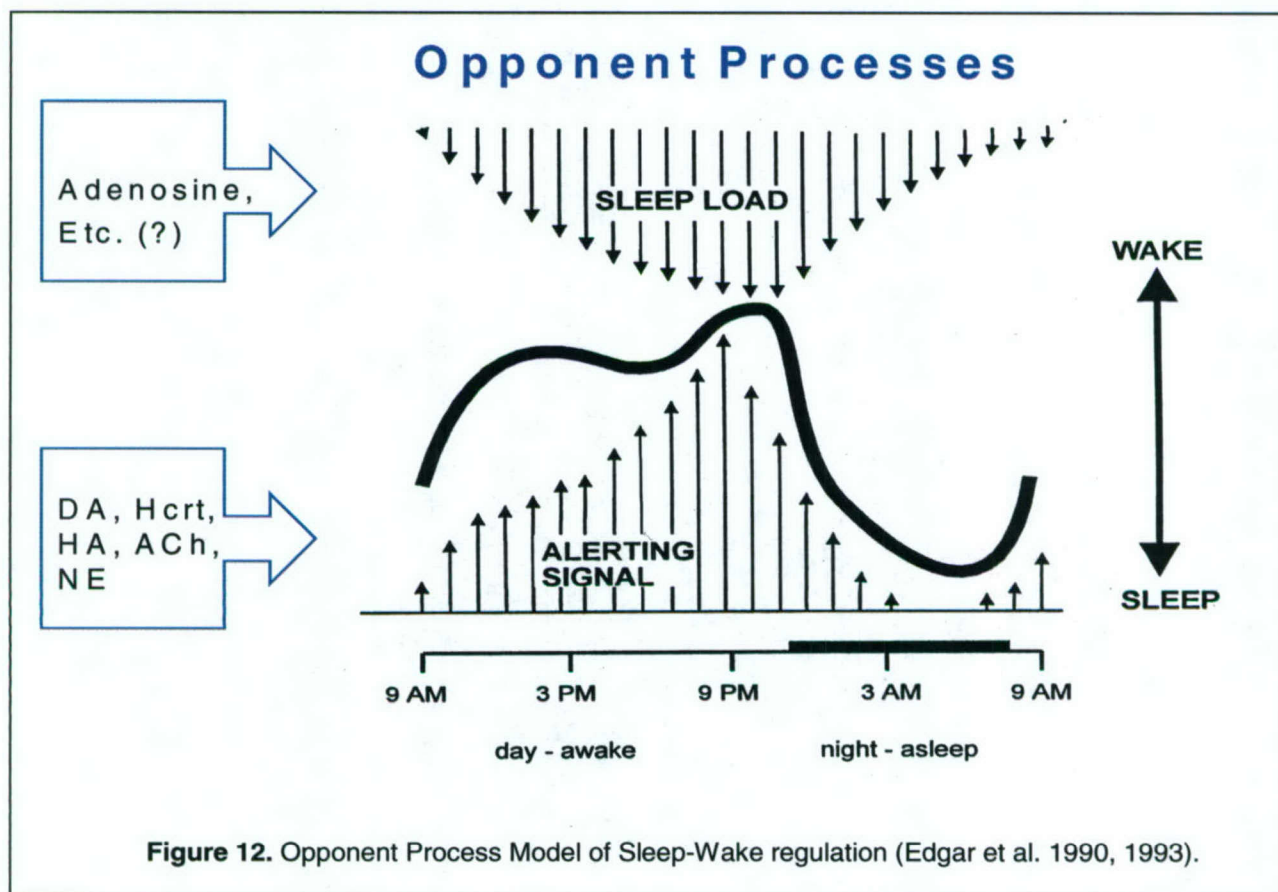 Opponent Processes
Adenosine,
Etc. (?)
SLEEP LOAD
WAKE
DA, Hcrt,
HA, ACh,
NE
ALERTING
SIGNAL
SLEEP
9 AM 3 PM 9 PM 3 AM 9 AM
day - awake night - asleep
Figure 12. Opponent Process Model of Sleep-Wake regulation (Edgar et al. 1990, 1993).